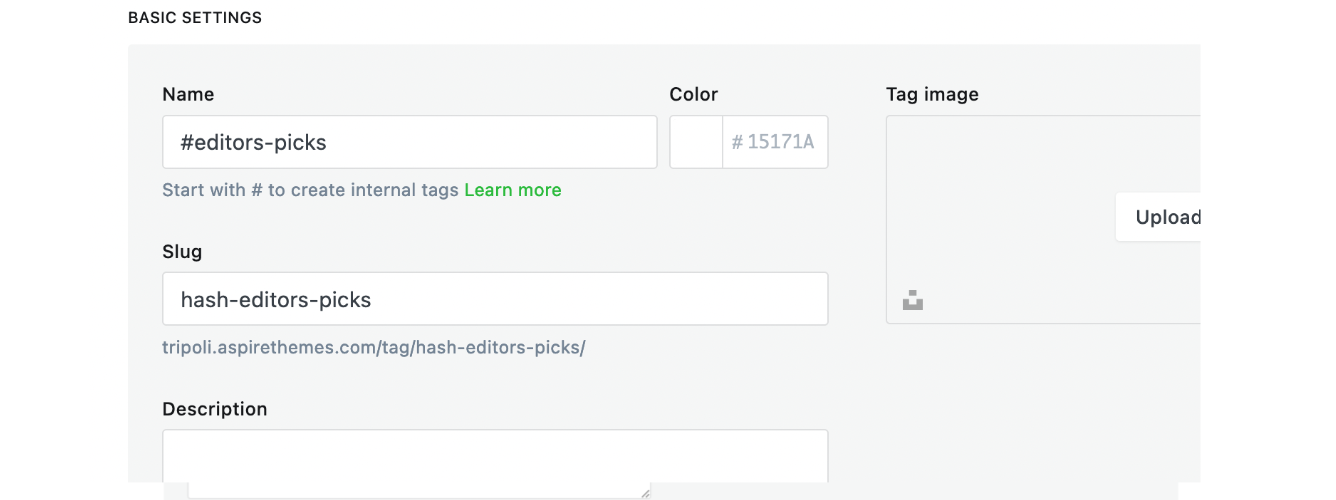 BASIC SETTINGS
Name
Color
Tag image
#editors-picks
# 15171A
Start with # to create internal tags Learn more
Upload
Slug
hash-editors-picks
tripoli.aspirethemes.com/tag/hash-editors-picks/
Description